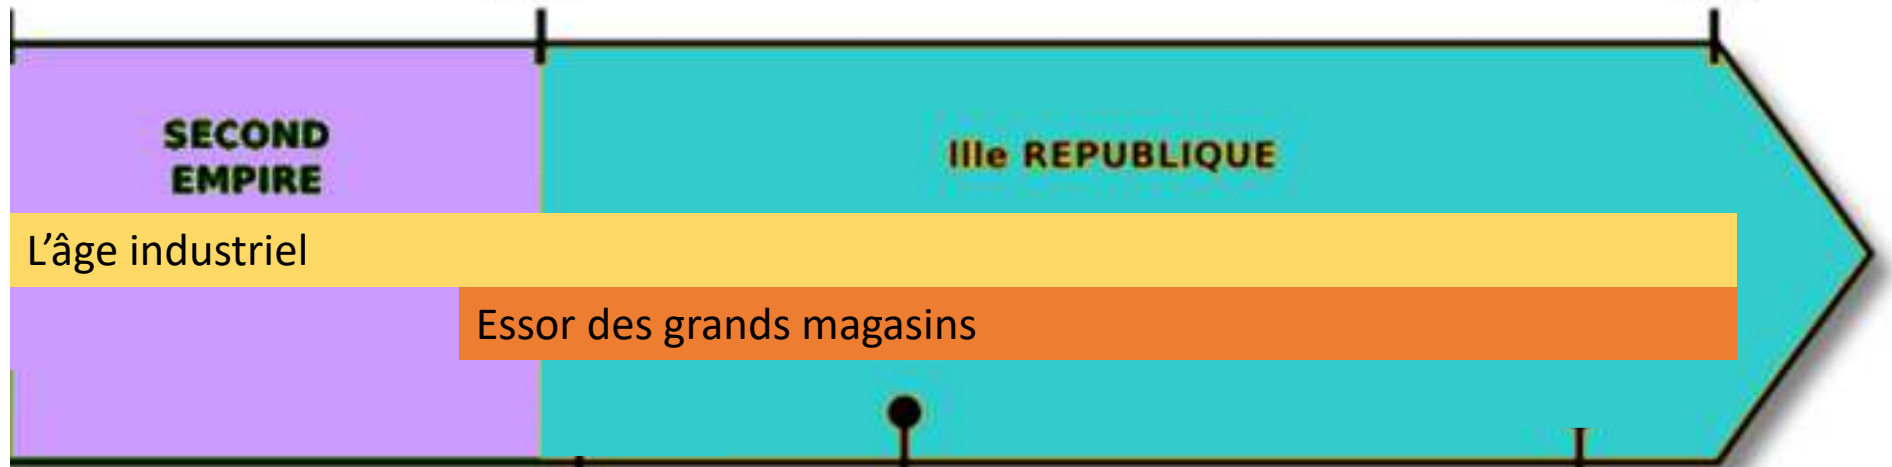 SECOND
EMPIRE
IIIe REPUBLIQUE
L’âge industriel
Essor des grands magasins